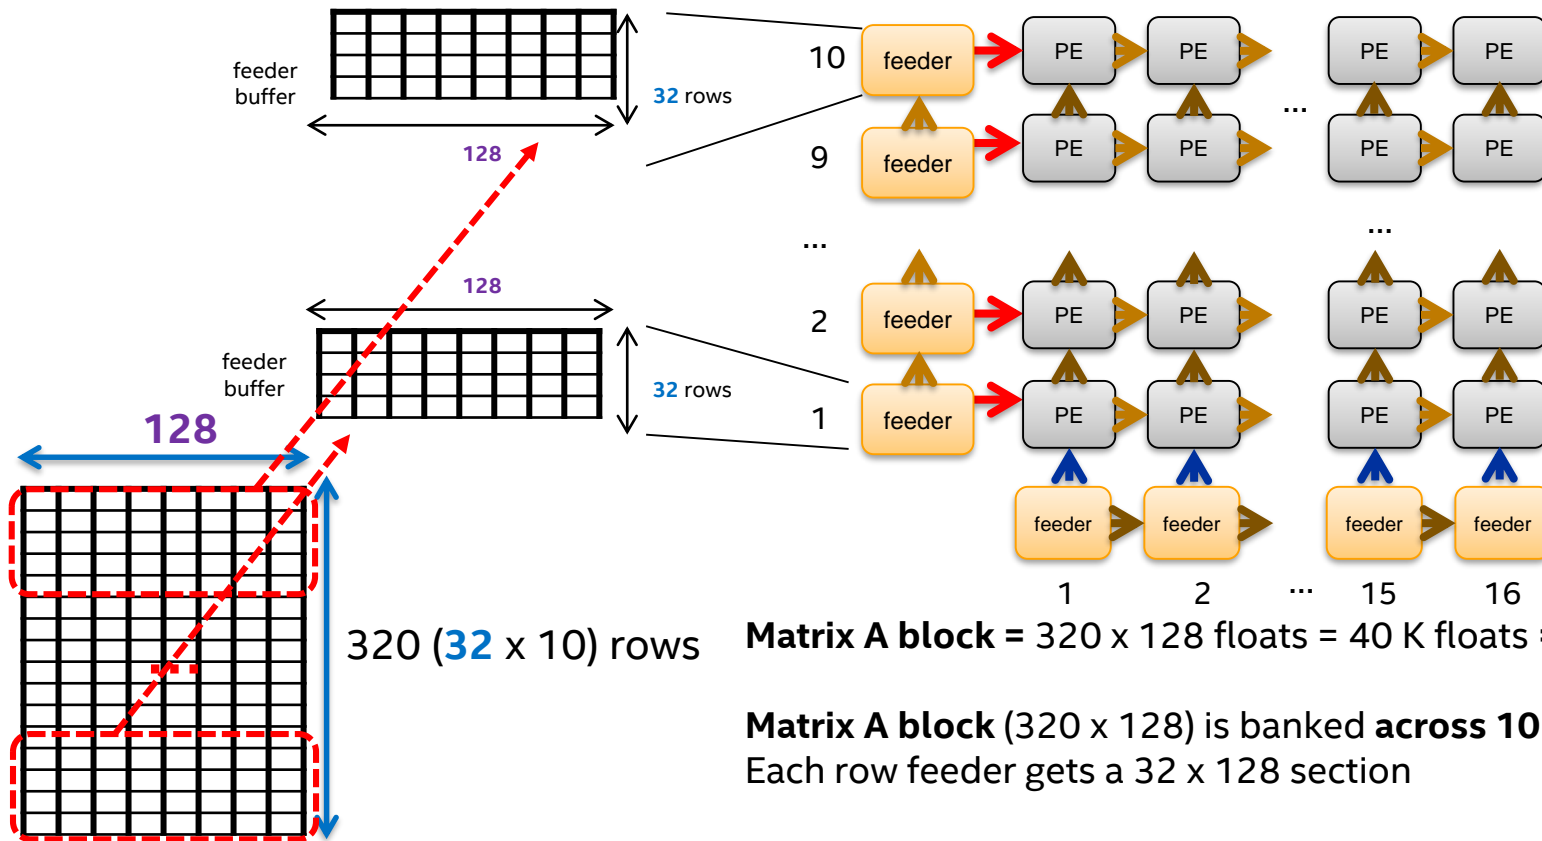 feeder
buffer
32 rows
128
10
feeder
PE
PE
PE
PE
9
feeder
PE
PE
...
PE
PE
...
...
128
feeder
buffer
32 rows
2
feeder
PE
PE
PE
PE
1
feeder
PE
PE
PE
PE
feeder
feeder
feeder
feeder
1
2
...
15
16
128
320 (32 x 10) rows
Matrix A block = 320 x 128 floats = 40 K floats =
Matrix A block (320 x 128) is banked across 10
Each row feeder gets a 32 x 128 section